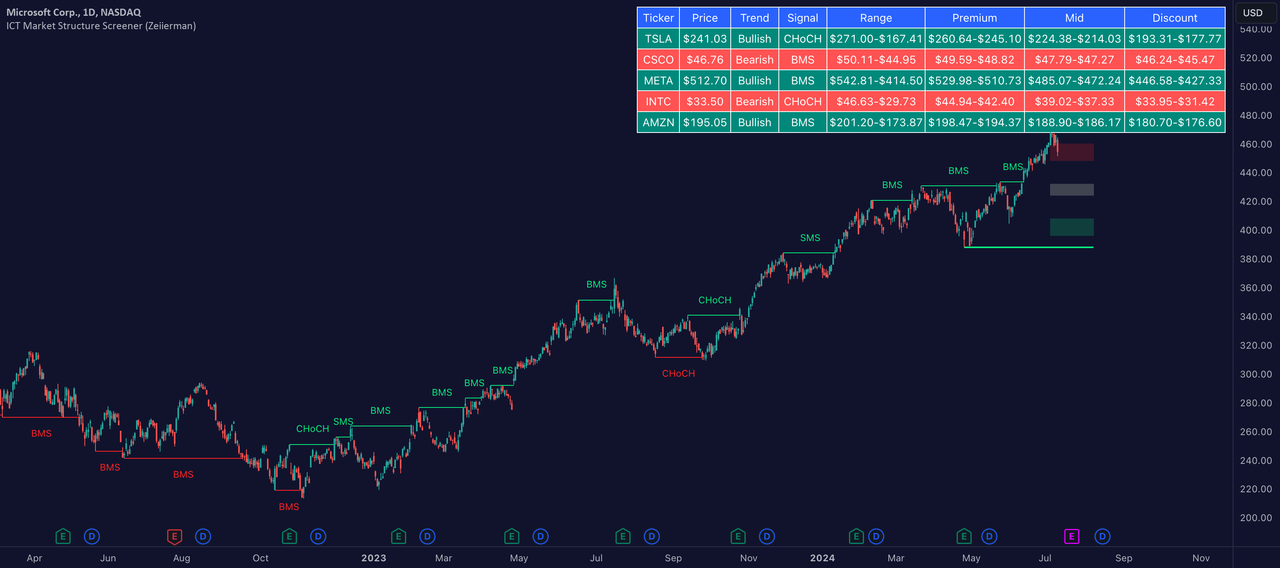 Microsoft Corp., 1D, NASDAQ
ICT Market Structure Screener (Zeiierman)
USD
Ticker Price Trend Signal Range Premium Mid Discount
TSLA $241.03 Bullish CHoCH $271.00-$167.41 $260.64-$245.10 $224.38-$214.03 $193.31-$177.77
CSCO $46.76 Bearish BMS $50.11-$44.95 $49.59-$48.82 $47.79-$47.27 $46.24-$45.47
META $512.70 Bullish BMS $542.81-$414.50 $529.98-$510.73 $485.07-$472.24 $446.58-$427.33
INTC $33.50 Bearish CHoCH $46.63-$29.73 $44.94-$42.40 $39.02-$37.33 $33.95-$31.42
AMZN $195.05 Bullish BMS $201.20-$173.87 $198.47-$194.37 $188.90-$186.17 $180.70-$176.60
540.00
520.00
500.00
480.00
460.00
440.00
420.00
400.00
380.00
360.00
340.00
320.00
300.00
280.00
260.00
240.00
220.00
200.00
BMS
BMS
BMS
BMS
CHoCH
SMS
BMS
BMS
BMS
BMS
BMS
CHoCH
CHoCH
SMS
BMS
BMS
BMS
E D E D E D E D E D E D E D E D E D E D
Apr Jun Aug Oct 2023 Mar May Jul Sep Nov 2024 Mar May Jul Sep Nov